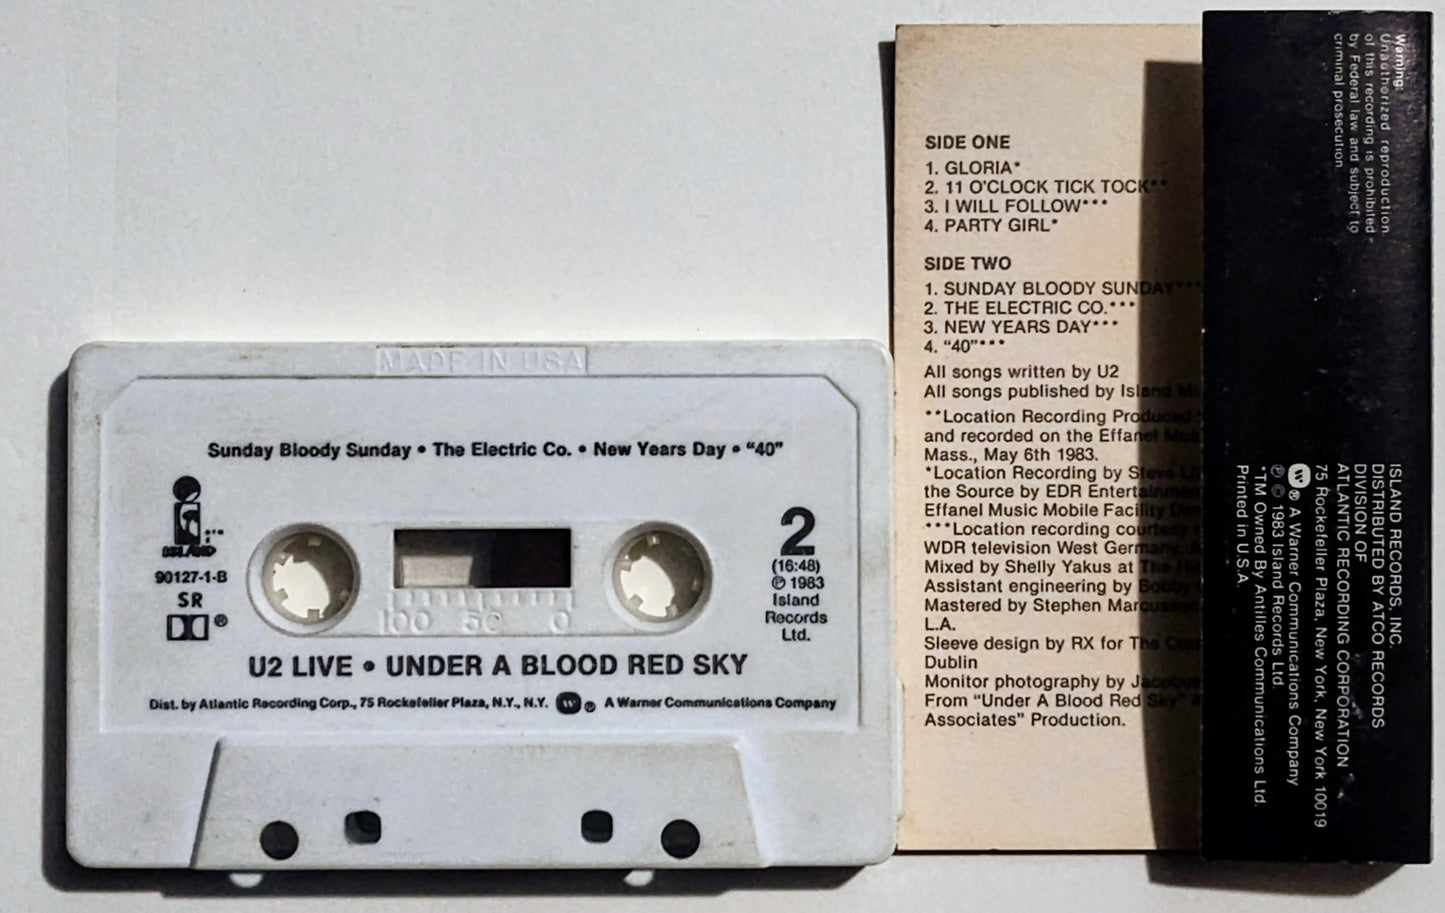 MADE IN USA
Sunday Bloody Sunday • The Electric Co. • New Years Day • “40”
ISLAND
90127-1-B
SR
®
100 50 0
2
(16:48)
℗ 1983
Island
Records
Ltd.
U2 LIVE • UNDER A BLOOD RED SKY
Dist. by Atlantic Recording Corp., 75 Rockefeller Plaza, N.Y., N.Y. W ® A Warner Communications Company
SIDE ONE
1. GLORIA*
2. 11 O'CLOCK TICK TOCK**
3. I WILL FOLLOW***
4. PARTY GIRL*
SIDE TWO
1. SUNDAY BLOODY SUNDAY***
2. THE ELECTRIC CO.***
3. NEW YEARS DAY***
4. “40”***
All songs written by U2
All songs published by Island
**Location Recording Produced
and recorded on the Effanel
Mass., May 6th 1983.
*Location Recording by Steve
the Source by EDR Entertainment
Effanel Music Mobile Facility
***Location recording courtesy
WDR television West Germany.
Mixed by Shelly Yakus at The
Assistant engineering by Bobby
Mastered by Stephen Marcussen
L.A.
Sleeve design by RX for The
Dublin
Monitor photography by
From “Under A Blood Red Sky”
Associates” Production.
Warning:
Unauthorized reproduction
of this recording is prohibited
by Federal law and subject to
criminal prosecution.
ISLAND RECORDS, INC.
DISTRIBUTED BY ATCO RECORDS
DIVISION OF
ATLANTIC RECORDING CORPORATION
75 Rockefeller Plaza, New York, New York 10019
W ® A Warner Communications Company
℗ © 1983 Island Records Ltd.
*TM Owned By Antilles Communications Ltd.
Printed in U.S.A.